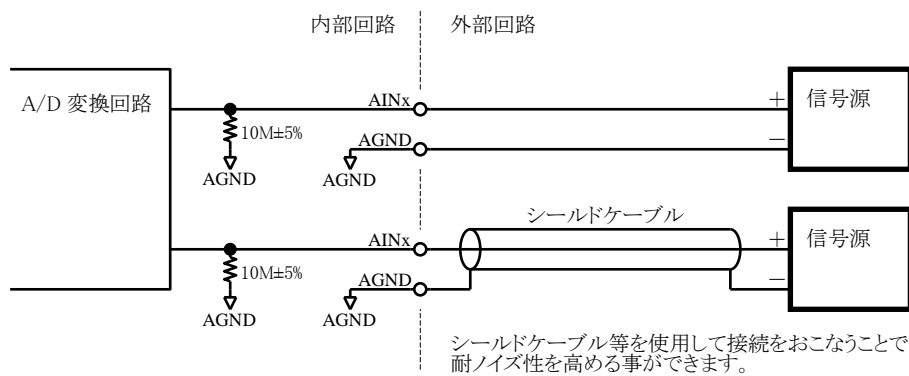 内部回路
外部回路
A/D 変換回路
AINx
+
信号源
10M±5%
AGND
−
AGND
AGND
シールドケーブル
AINx
+
信号源
10M±5%
AGND
−
AGND
AGND
シールドケーブル等を使用して接続をおこなうことで
耐ノイズ性を高める事ができます。